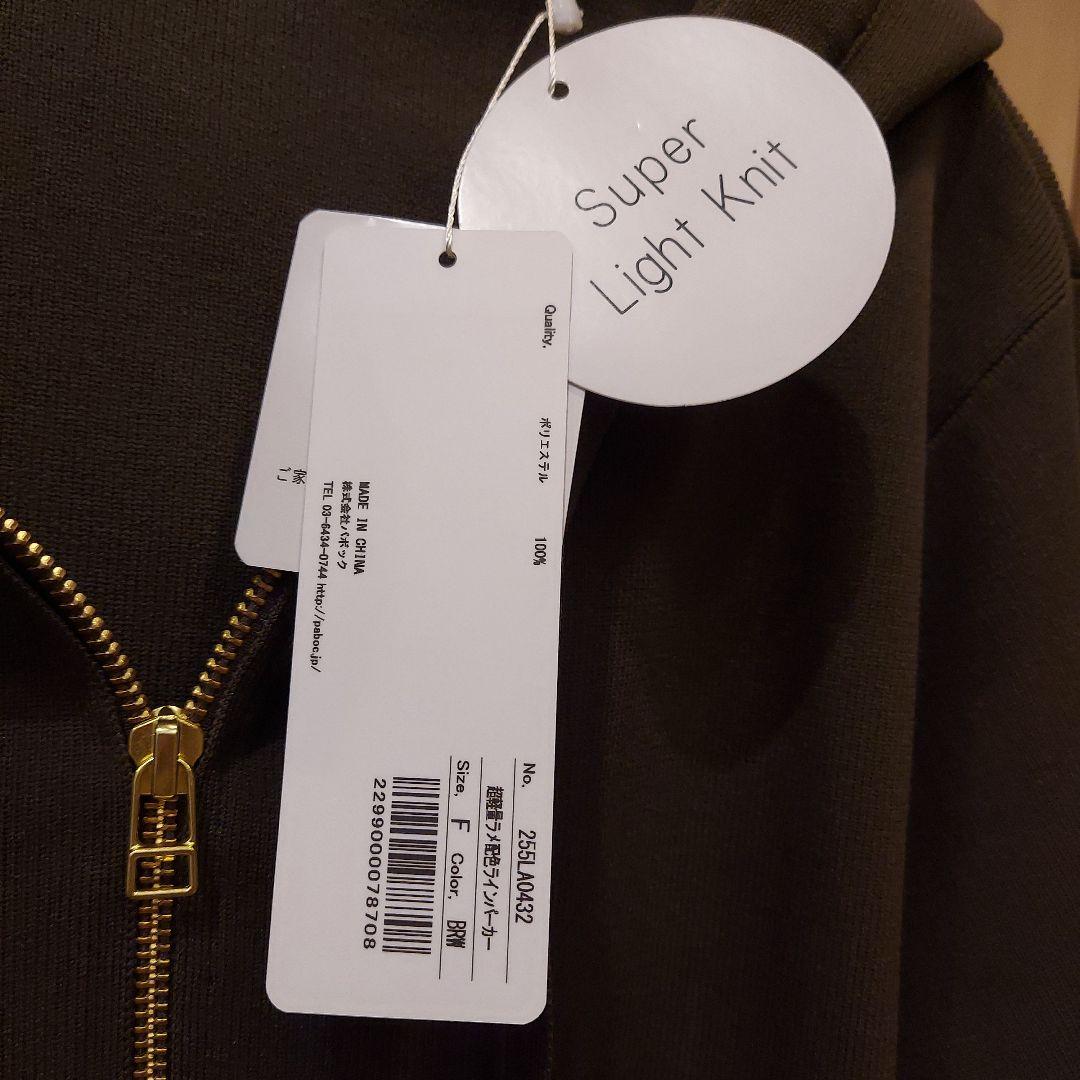 Super
Light Knit
Quality,
ポリエステル 100%
MADE IN CHINA
株式会社パボック
TEL 03-6434-0744 http://paboc.jp/
No, 255LA0432
超軽量ラメ配色ラインパーカー
Size, F Color, BRW
2299000078708